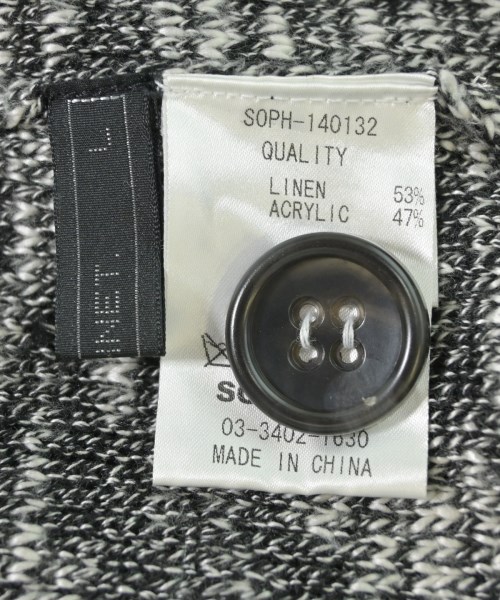 L
NET.
SOPH-140132
QUALITY
LINEN 53%
ACRYLIC 47%
03-3402-1630
MADE IN CHINA